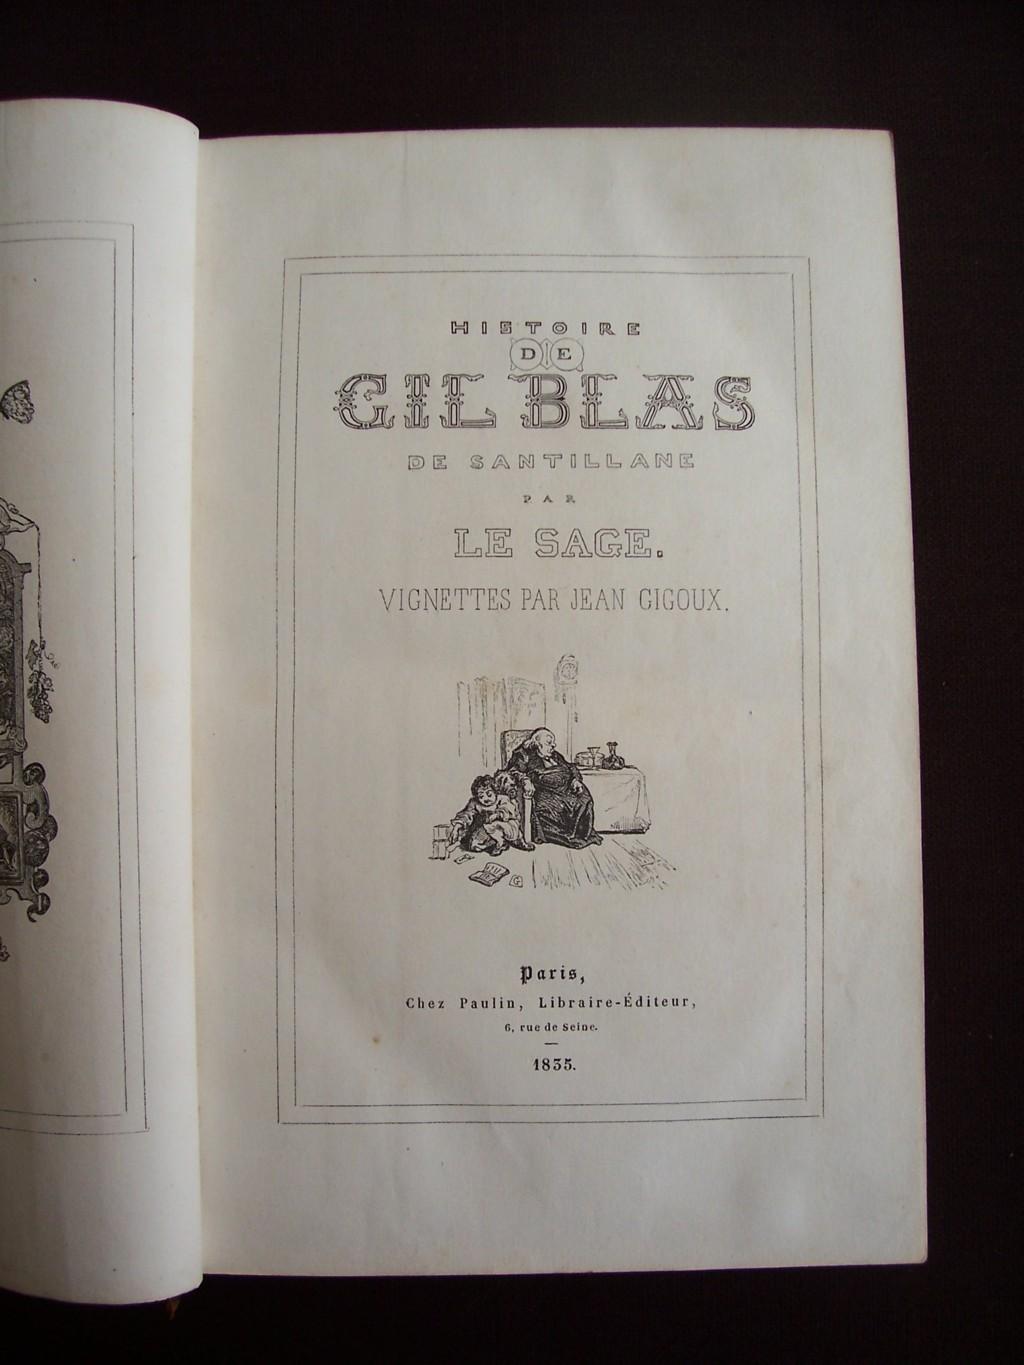 HISTOIRE
DE
GIL BLAS
DE SANTILLANE
PAR
LE SAGE.
VIGNETTES PAR JEAN GIGOUX.
Paris,
Chez Paulin, Libraire-Éditeur,
6, rue de Seine.
1835.